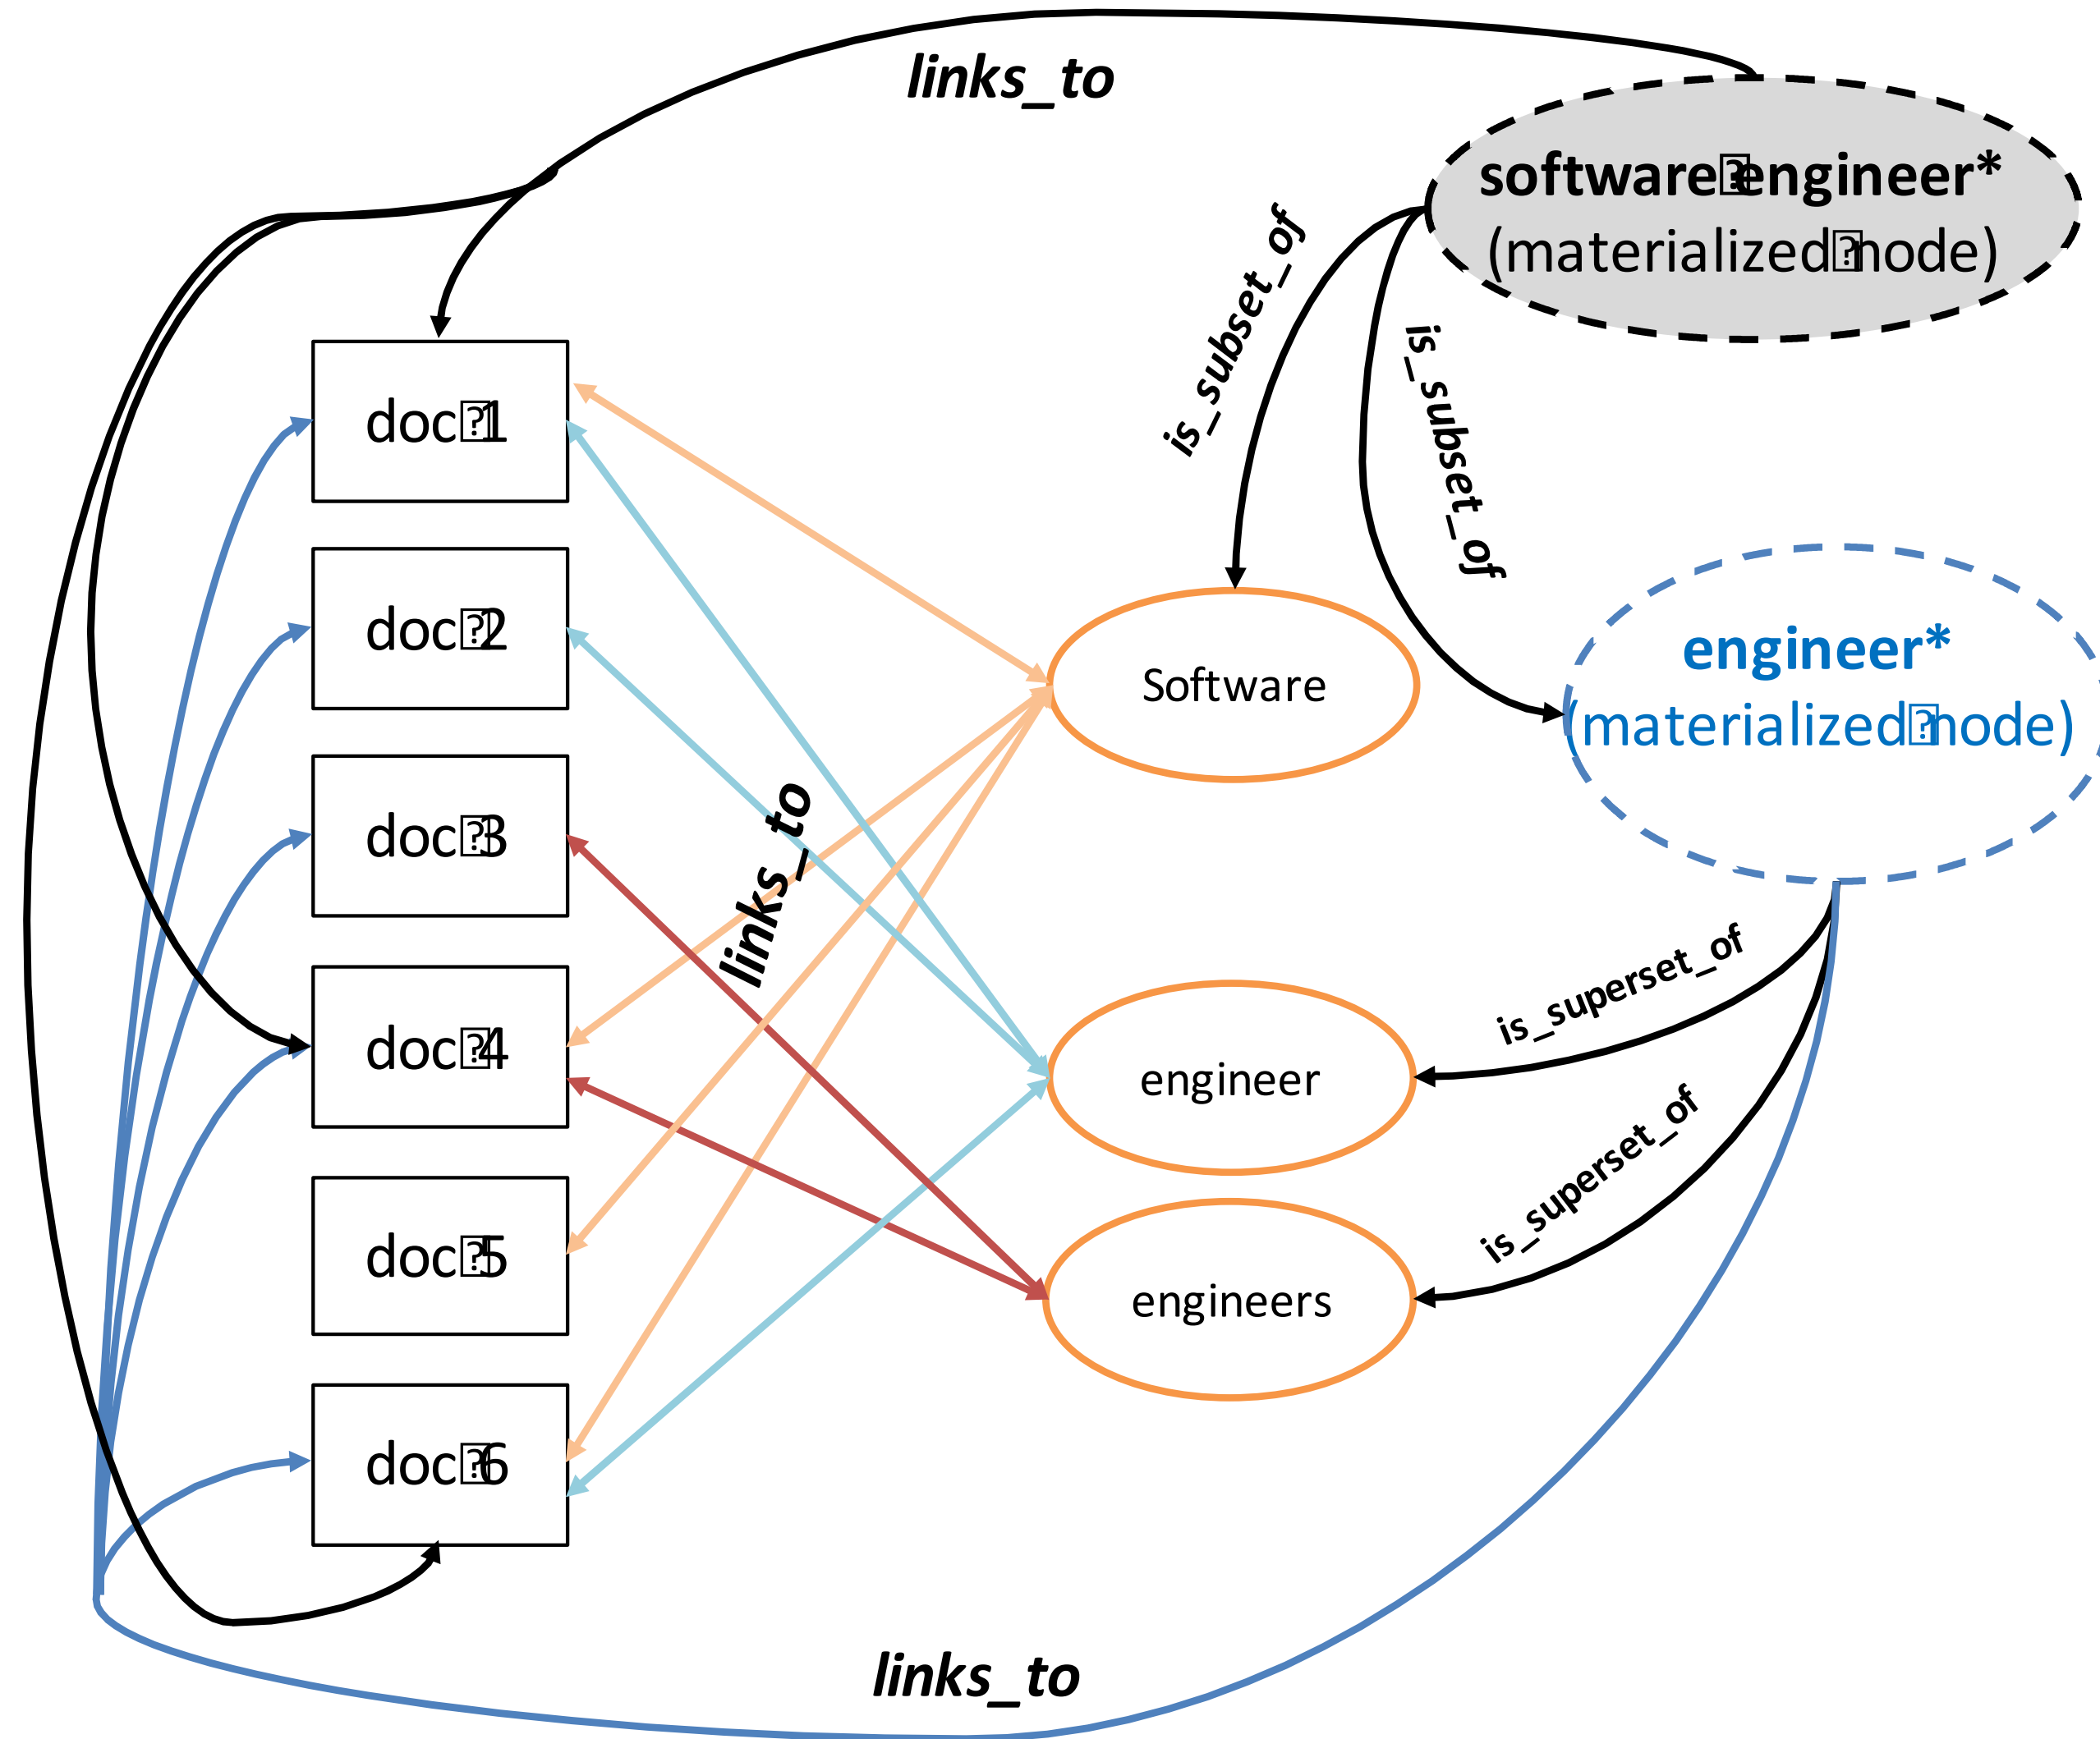 links_to
software engineer*
(materialized node)
is_subset_of
is_subset_of
doc 1
doc 2
Software
engineer*
(materialized node)
doc 3
links_to
doc 4
is_superset_of
engineer
is_superset_of
doc 5
engineers
doc 6
links_to